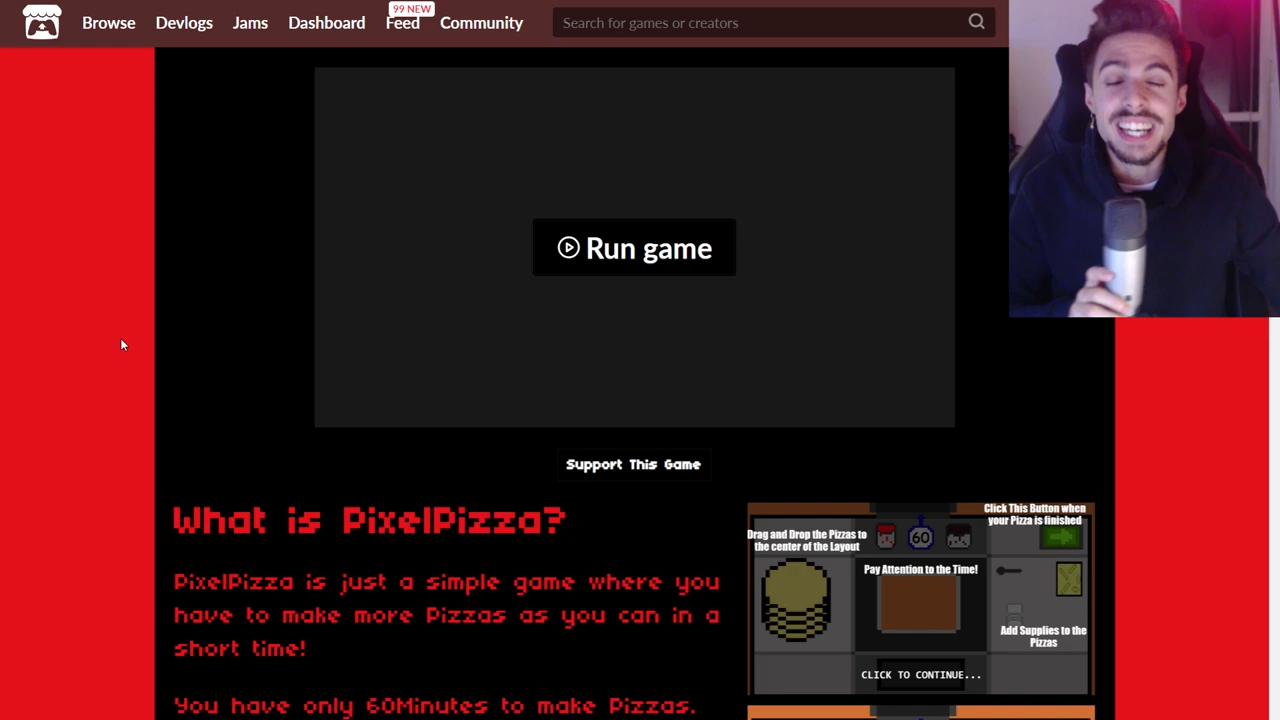 99 NEW
Browse Devlogs Jams Dashboard Feed Community Search for games or creators
Run game
Support This Game
What is PixelPizza?
PixelPizza is just a simple game where you
have to make more Pizzas as you can in a
short time!
You have only 60Minutes to make Pizzas.
Click This Button when
your Pizza is finished
Drag and Drop the Pizzas to
the center of the Layout
60
Pay Attention to the Time!
Add Supplies to the
Pizzas
CLICK TO CONTINUE...